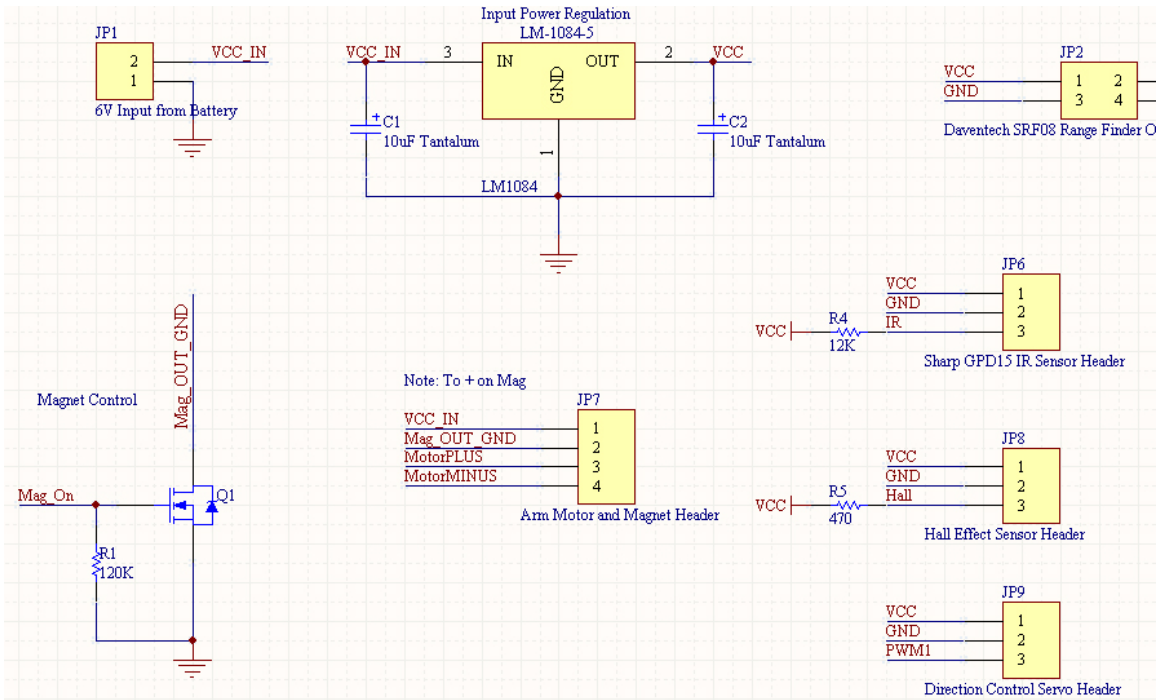 Input Power Regulation
LM-1084-5
JP1
2
1
VCC_IN
6V Input from Battery
VCC_IN
3
IN
OUT
GND
2
VCC
1
C1
10uF Tantalum
C2
10uF Tantalum
LM1084
JP2
VCC
GND
1 2
3 4
Daventech SRF08 Range Finder O
Magnet Control
Mag_OUT_GND
Mag_On
Q1
R1
120K
Note: To + on Mag
JP7
VCC_IN
Mag_OUT_GND
MotorPLUS
MotorMINUS
1
2
3
4
Arm Motor and Magnet Header
JP6
VCC
GND
IR
1
2
3
VCC
R4
12K
Sharp GPD15 IR Sensor Header
JP8
VCC
GND
Hall
1
2
3
VCC
R5
470
Hall Effect Sensor Header
JP9
VCC
GND
PWM1
1
2
3
Direction Control Servo Header